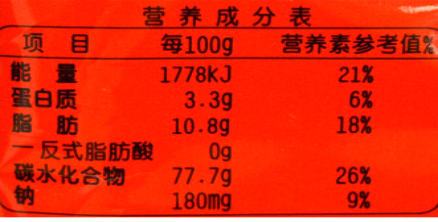 营养成分表
项 目 每100g 营养素参考值%
能 量 1778kJ 21%
蛋白质 3.3g 6%
脂 肪 10.8g 18%
一反式脂肪酸 0g
碳水化合物 77.7g 26%
钠 180mg 9%